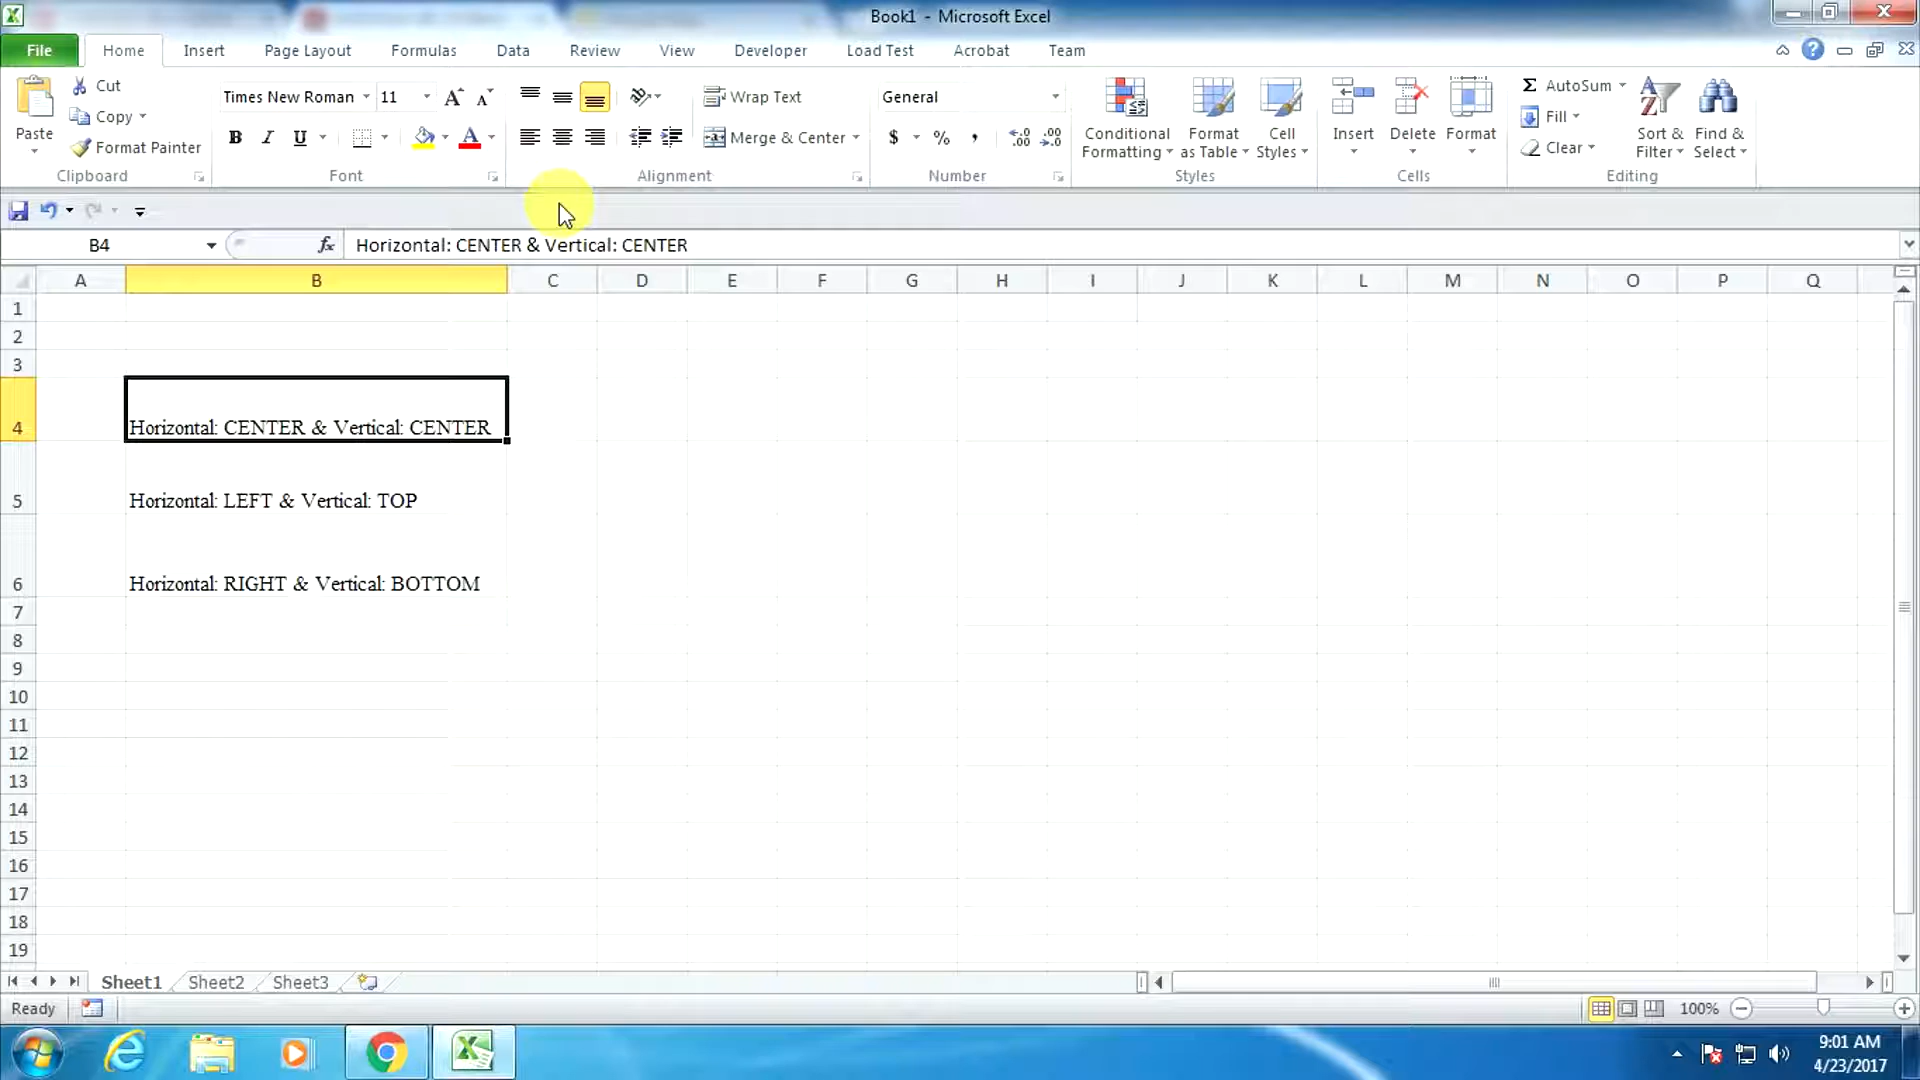 Book1 - Microsoft Excel
File Home Insert Page Layout Formulas Data Review View Developer Load Test Acrobat Team
Paste
Cut
Copy
Format Painter
Clipboard
Times New Roman 11
B I U
Font
Wrap Text
Merge & Center
Alignment
General
$ % ,
Number
Conditional Formatting
Format as Table
Cell Styles
Styles
Insert Delete Format
Cells
AutoSum
Fill
Clear
Sort & Filter
Find & Select
Editing
B4 fx Horizontal: CENTER & Vertical: CENTER
A B C D E F G H I J K L M N O P Q
1
2
3
4 Horizontal: CENTER & Vertical: CENTER
5 Horizontal: LEFT & Vertical: TOP
6 Horizontal: RIGHT & Vertical: BOTTOM
7
8
9
10
11
12
13
14
15
16
17
18
19
Sheet1 Sheet2 Sheet3
Ready 100%
9:01 AM
4/23/2017